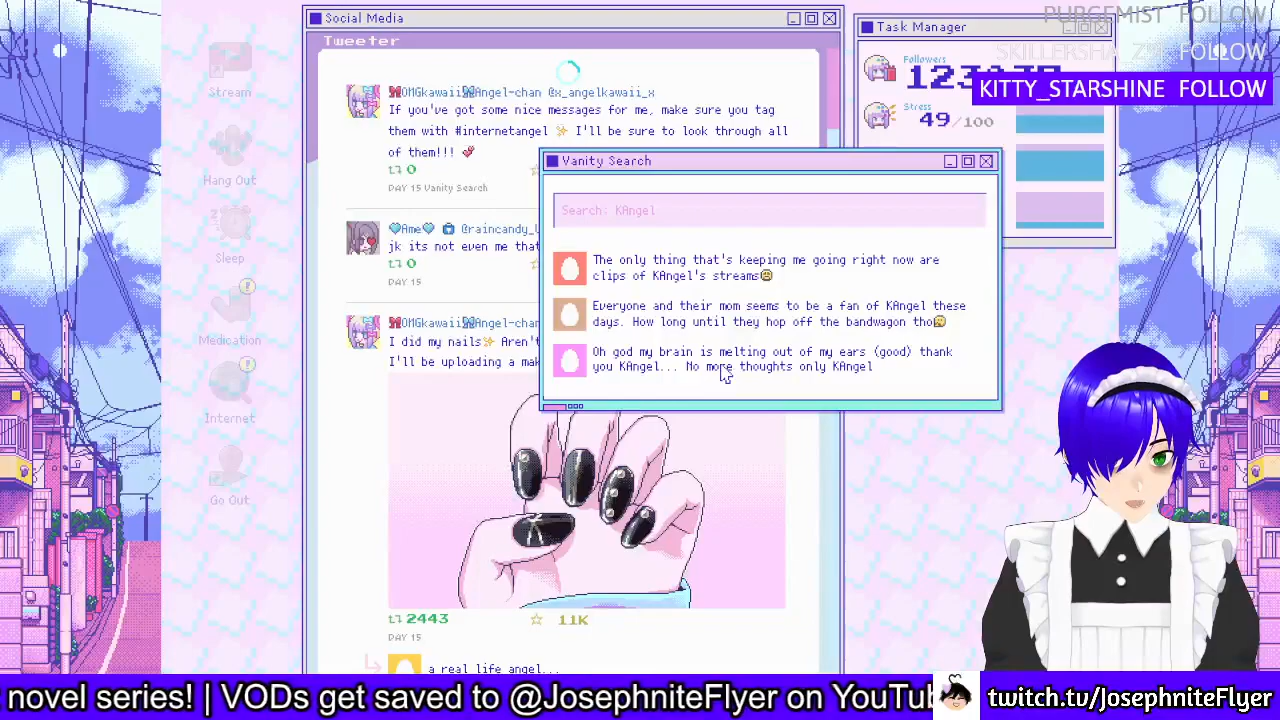 Social Media
Tweeter
OMGkawaii Angel-chan @x_angelkawaii_x
If you've got some nice messages for me, make sure you tag
them with #internetangel ✨ I'll be sure to look through all
of them!!! 💕
0
DAY 15 Vanity Search
Ame @raincandy_
jk its not even me that
0
DAY 15
OMGkawaii Angel-chan
I did my nails✨ Aren't
I'll be uploading a
2443
11K
DAY 15
a real life angel...
Vanity Search
Search: KAngel
The only thing that's keeping me going right now are
clips of KAngel's streams
Everyone and their mom seems to be a fan of KAngel these
days. How long until they hop off the bandwagon tho
Oh god my brain is melting out of my ears (good) thank
you KAngel... No more thoughts only KAngel
Stream
Hang Out
Sleep
Medication
Internet
Go Out
Task Manager
Followers
Stress
49/100
PURGEMIST FOLLOW
FOLLOW
KITTY_STARSHINE FOLLOW
novel series! | VODs get saved to @JosephniteFlyer on YouTub
twitch.tv/JosephniteFlyer